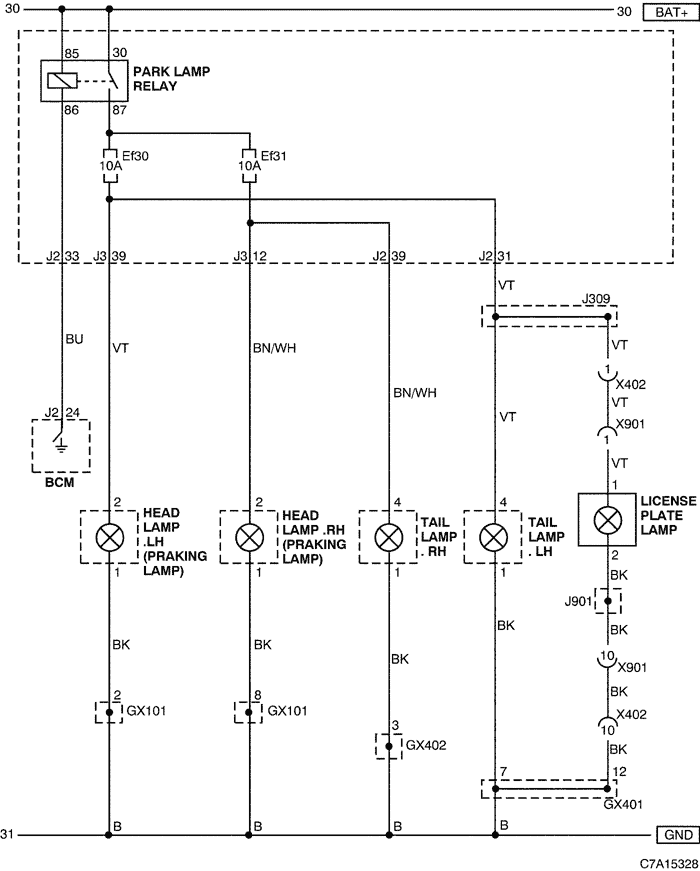 30
30
BAT+
85
30
PARK LAMP
RELAY
86
87
Ef30
10A
Ef31
10A
J2 33
J3 39
J3 12
J2 39
J2 31
VT
J309
BU
VT
BN/WH
VT
1
X402
BN/WH
VT
VT
X901
1
J2 24
VT
BCM
2
HEAD
LAMP
.LH
(PRAKING
LAMP)
1
2
HEAD
LAMP .RH
(PRAKING
LAMP)
1
4
TAIL
LAMP
. RH
1
4
TAIL
LAMP
. LH
1
1
LICENSE
PLATE
LAMP
2
BK
J901
BK
BK
BK
BK
BK
10
X901
BK
2
GX101
8
GX101
X402
10
3
GX402
BK
7
12
GX401
31
B
B
B
B
GND
C7A15328